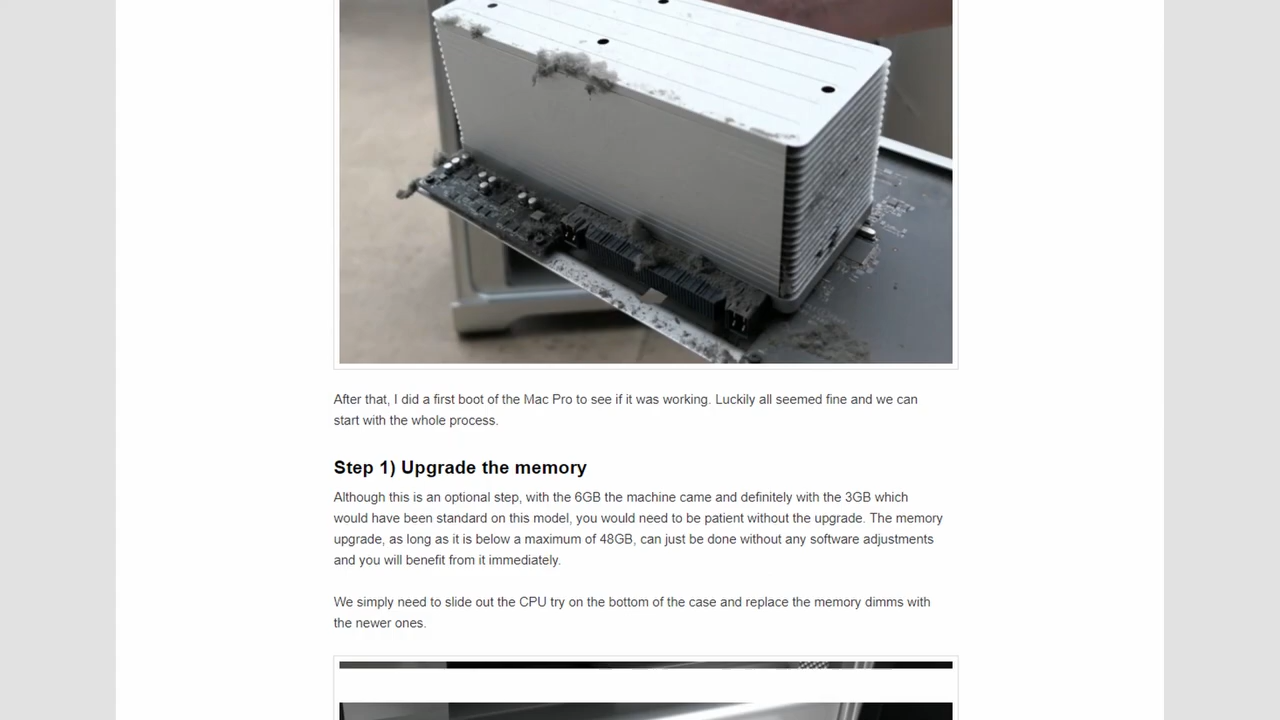 After that, I did a first boot of the Mac Pro to see if it was working. Luckily all seemed fine and we can
start with the whole process.
Step 1) Upgrade the memory
Although this is an optional step, with the 6GB the machine came and definitely with the 3GB which
would have been standard on this model, you would need to be patient without the upgrade. The memory
upgrade, as long as it is below a maximum of 48GB, can just be done without any software adjustments
and you will benefit from it immediately.
We simply need to slide out the CPU try on the bottom of the case and replace the memory dimms with
the newer ones.